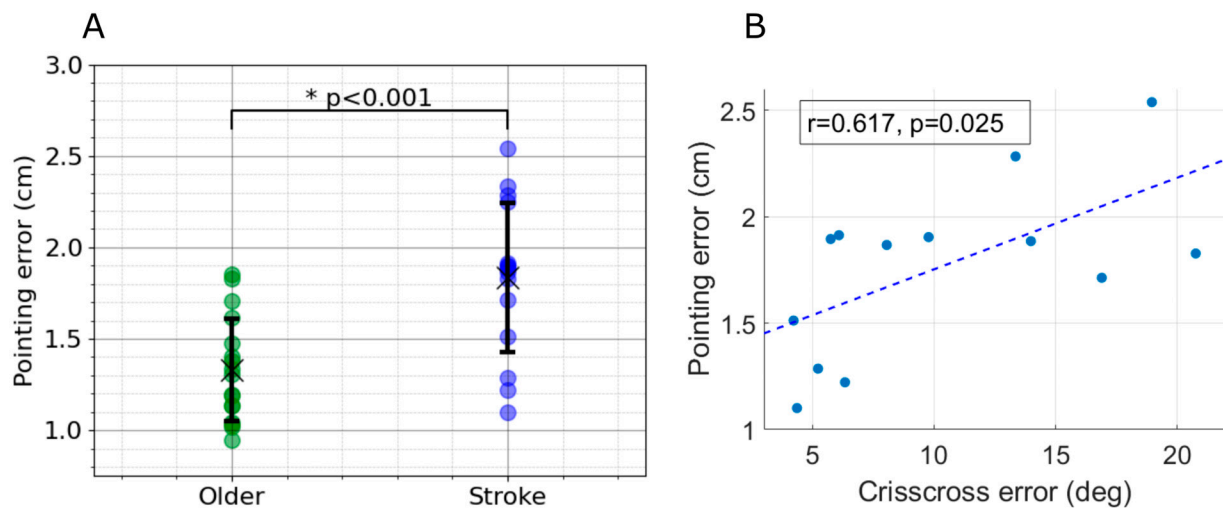 A
Pointing error (cm)
3.0
2.5
2.0
1.5
1.0
* p<0.001
Older
Stroke
B
Pointing error (cm)
2.5
2
1.5
1
r=0.617, p=0.025
5
10
15
20
Crisscross error (deg)